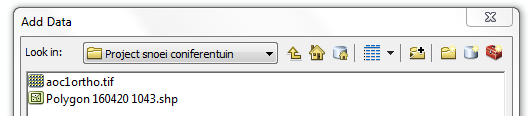 Add Data
Look in: Project snoei coniferentuin
aoc1ortho.tif
Polygon 160420 1043.shp